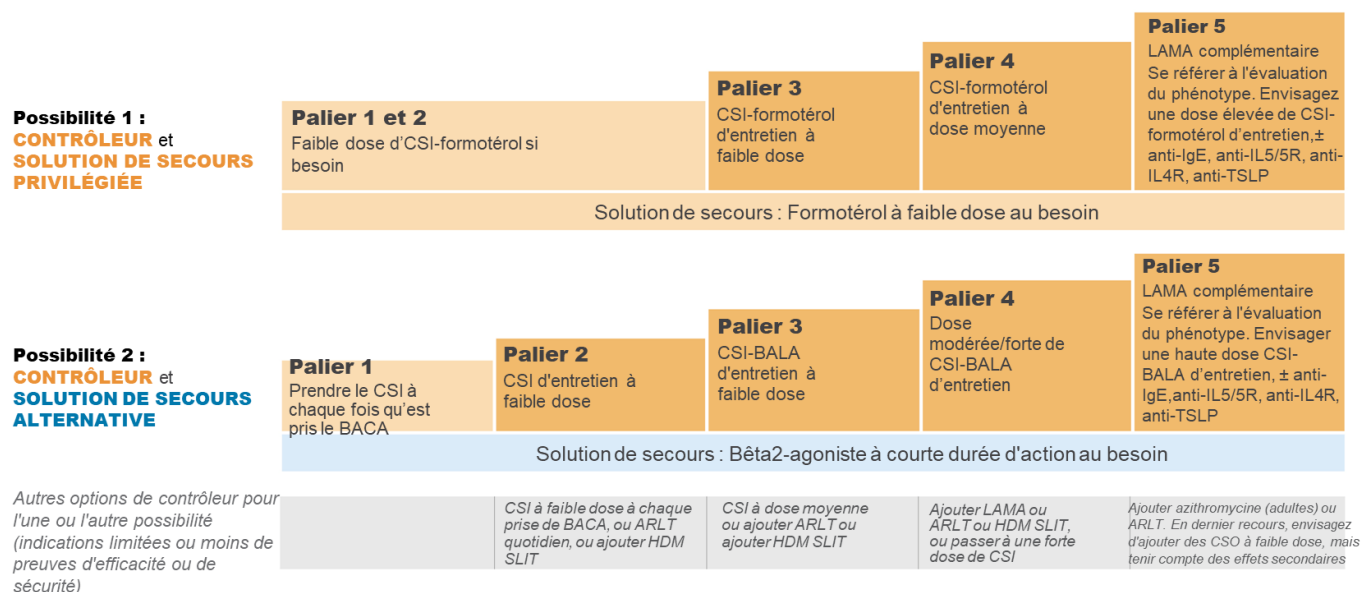 Possibilité 1 :
CONTRÔLEUR et
SOLUTION DE SECOURS
PRIVILÉGIÉE
Palier 1 et 2
Faible dose d'CSI-formotérol si
besoin
Palier 3
CSI-formotérol
d'entretien à
faible dose
Palier 4
CSI-formotérol
d'entretien à
dose moyenne
Palier 5
LAMA complémentaire
Se référer à l'évaluation
du phénotype. Envisagez
une dose élevée de CSI-
formotérol d'entretien,±
anti-IgE, anti-IL5/5R, anti-
IL4R, anti-TSLP
Solution de secours : Formotérol à faible dose au besoin
Possibilité 2 :
CONTRÔLEUR et
SOLUTION DE SECOURS
ALTERNATIVE
Palier 1
Prendre le CSI à
chaque fois qu'est
pris le BACA
Palier 2
CSI d'entretien à
faible dose
Palier 3
CSI-BALA
d'entretien à
faible dose
Palier 4
Dose
modérée/forte de
CSI-BALA
d'entretien
Palier 5
LAMA complémentaire
Se référer à l'évaluation
du phénotype. Envisager
une haute dose CSI-
BALA d'entretien, ± anti-
IgE,anti-IL5/5R, anti-IL4R,
anti-TSLP
Solution de secours : Bêta2-agoniste à courte durée d'action au besoin
Autres options de contrôleur pour
l'une ou l'autre possibilité
(indications limitées ou moins de
preuves d'efficacité ou de
sécurité)
CSI à faible dose à chaque
prise de BACA, ou ARLT
quotidien, ou ajouter HDM
SLIT
CSI à dose moyenne
ou ajouter ARLT ou
ajouter HDM SLIT
Ajouter LAMA ou
ARLT ou HDM SLIT,
ou passer à une forte
dose de CSI
Ajouter azithromycine (adultes) ou
ARLT. En dernier recours, envisagez
d'ajouter des CSO à faible dose, mais
tenir compte des effets secondaires